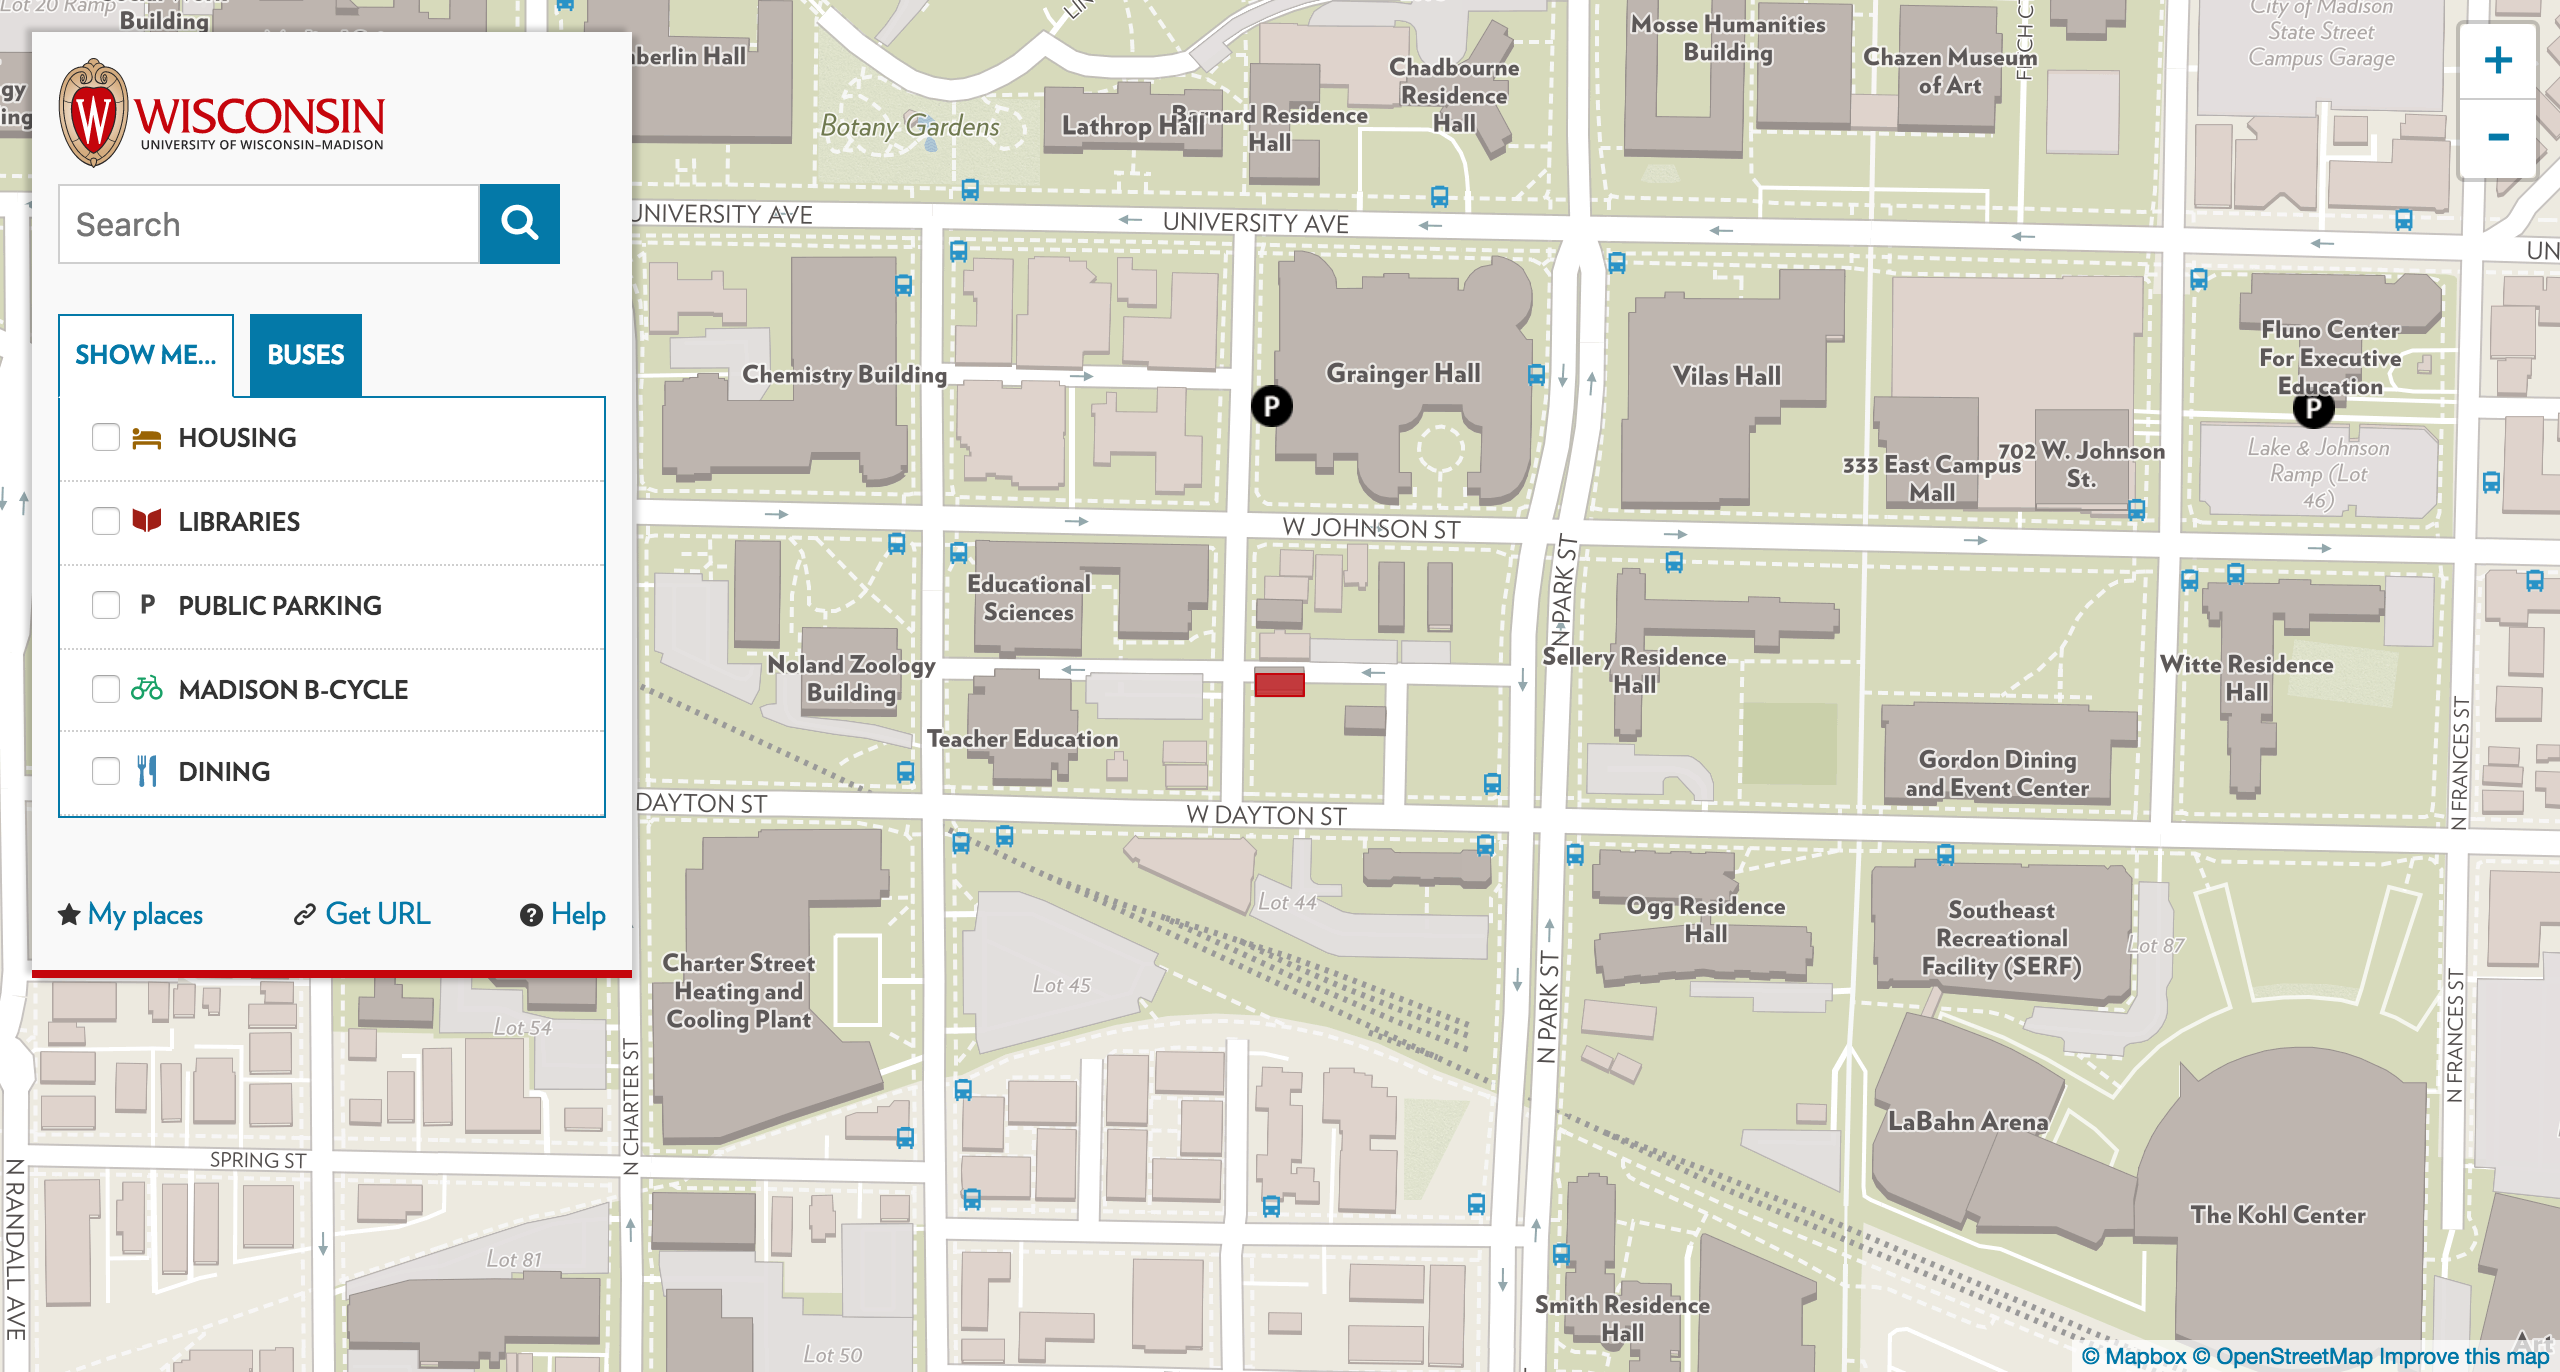 Lot 20 Ramp
Building
W
WISCONSIN
UNIVERSITY OF WISCONSIN–MADISON
Search
SHOW ME...
BUSES
HOUSING
LIBRARIES
P PUBLIC PARKING
MADISON B-CYCLE
DINING
My places
Get URL
? Help
berlin Hall
Botany Gardens
Lathrop Hall
Barnard Residence
Hall
Chadbourne
Residence
Hall
Mosse Humanities
Building
Chazen Museum
of Art
City of Madison
State Street
Campus Garage
+
-
UNIVERSITY AVE
UNIVERSITY AVE
UN
Chemistry Building
P
Grainger Hall
Vilas Hall
333 East Campus
Mall
702 W. Johnson
St.
Fluno Center
For Executive
Education
P
Lake & Johnson
Ramp (Lot
46)
W JOHNSON ST
N PARK ST
Educational
Sciences
Noland Zoology
Building
Teacher Education
Sellery Residence
Hall
Witte Residence
Hall
Gordon Dining
and Event Center
N FRANCES ST
DAYTON ST
W DAYTON ST
Lot 44
Lot 45
Charter Street
Heating and
Cooling Plant
Ogg Residence
Hall
Southeast
Recreational
Facility (SERF)
Lot 87
N PARK ST
N FRANCES ST
Lot 54
N CHARTER ST
LaBahn Arena
The Kohl Center
SPRING ST
N RANDALL AVE
Lot 81
Lot 50
Smith Residence
Hall
Art
© Mapbox © OpenStreetMap Improve this map